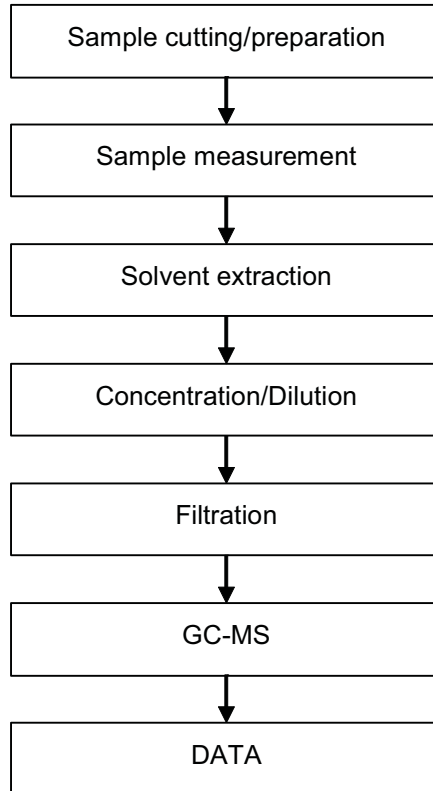 Sample cutting/preparation
Sample measurement
Solvent extraction
Concentration/Dilution
Filtration
GC-MS
DATA